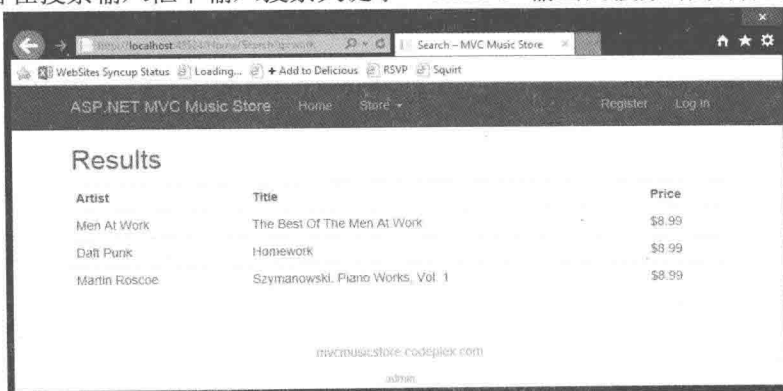 http://localhost Search – MVC Music Store
WebSites Syncup Status Loading... Add to Delicious RSVP Squirt
ASP.NET MVC Music Store Home Store Register Log in
Results
Artist Title Price
Men At Work The Best Of The Men At Work $8.99
Daft Punk Homework $8.99
Martin Roscoe Szymanowski: Piano Works, Vol. 1 $8.99
mvcmusicstore.codeplex.com
admin